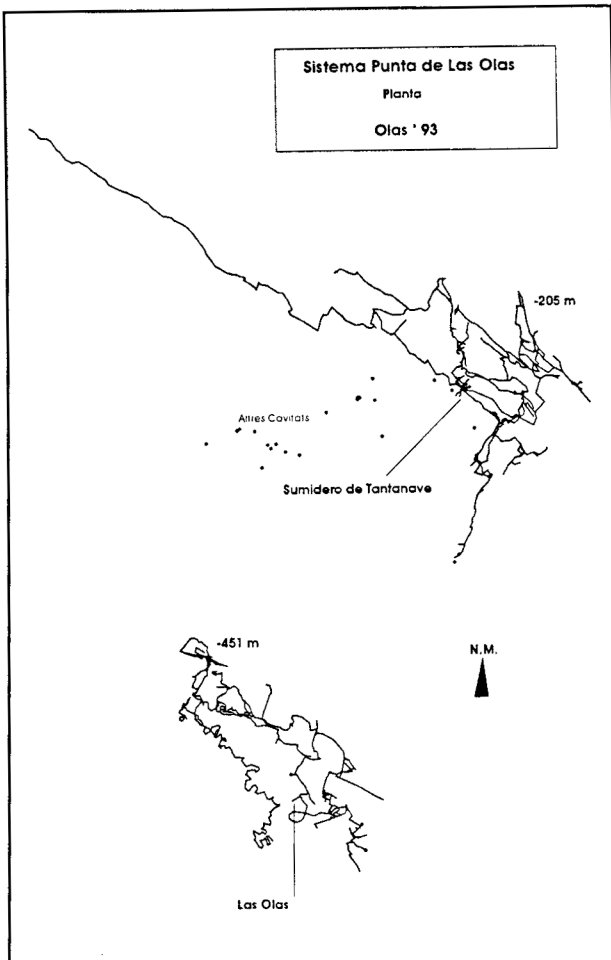 Sistema Punta de Las Olas
Planta
Olas ' 93
-205 m
Altres Cavitats
Sumidero de Tantanave
-451 m
N.M.
Las Olas